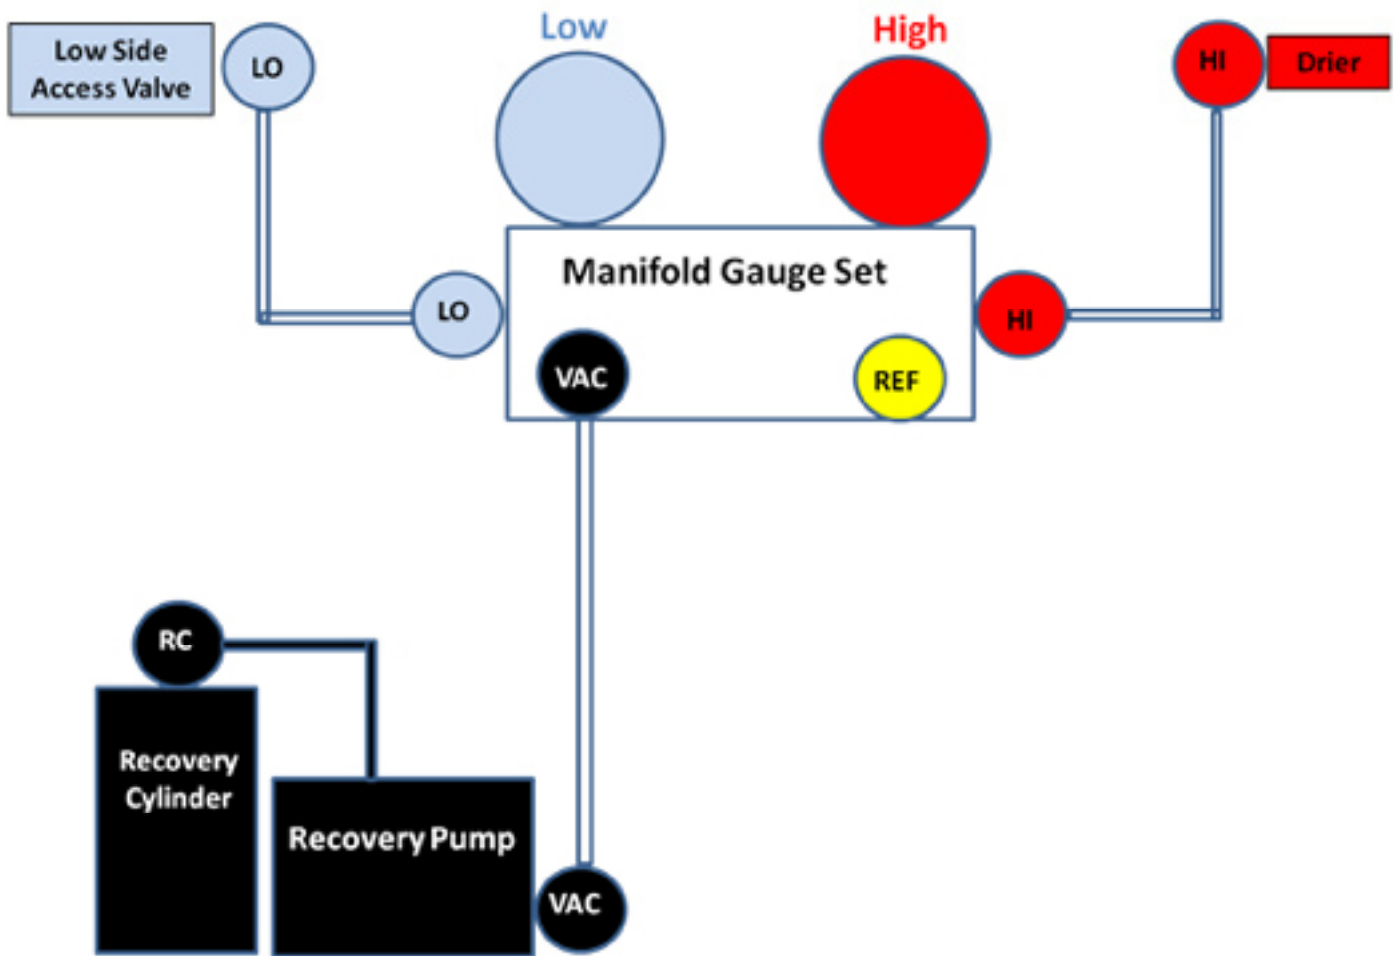 Low
High
Low Side
Access Valve
LO
HI
Drier
Manifold Gauge Set
LO
HI
VAC
REF
RC
Recovery
Cylinder
Recovery Pump
VAC